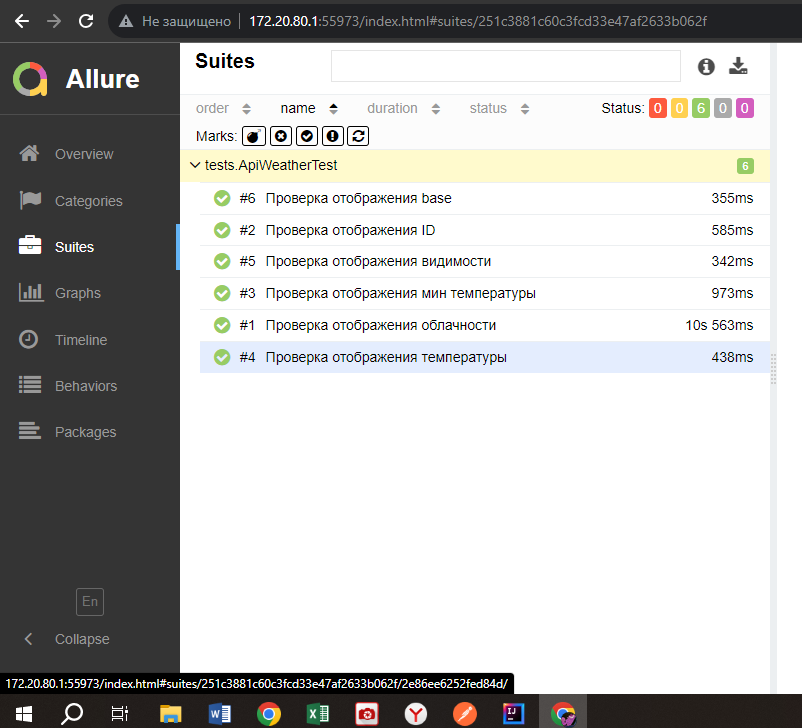 Не защищено 172.20.80.1:55973/index.html#suites/251c3881c60c3fcd33e47af2633b062f
Allure
Overview
Categories
Suites
Graphs
Timeline
Behaviors
Packages
En
Collapse
Suites
order name duration status Status: 0 0 6 0 0
Marks:
tests.ApiWeatherTest 6
#6 Проверка отображения base 355ms
#2 Проверка отображения ID 585ms
#5 Проверка отображения видимости 342ms
#3 Проверка отображения мин температуры 973ms
#1 Проверка отображения облачности 10s 563ms
#4 Проверка отображения температуры 438ms
172.20.80.1:55973/index.html#suites/251c3881c60c3fcd33e47af2633b062f/2e86ee6252fed84d/